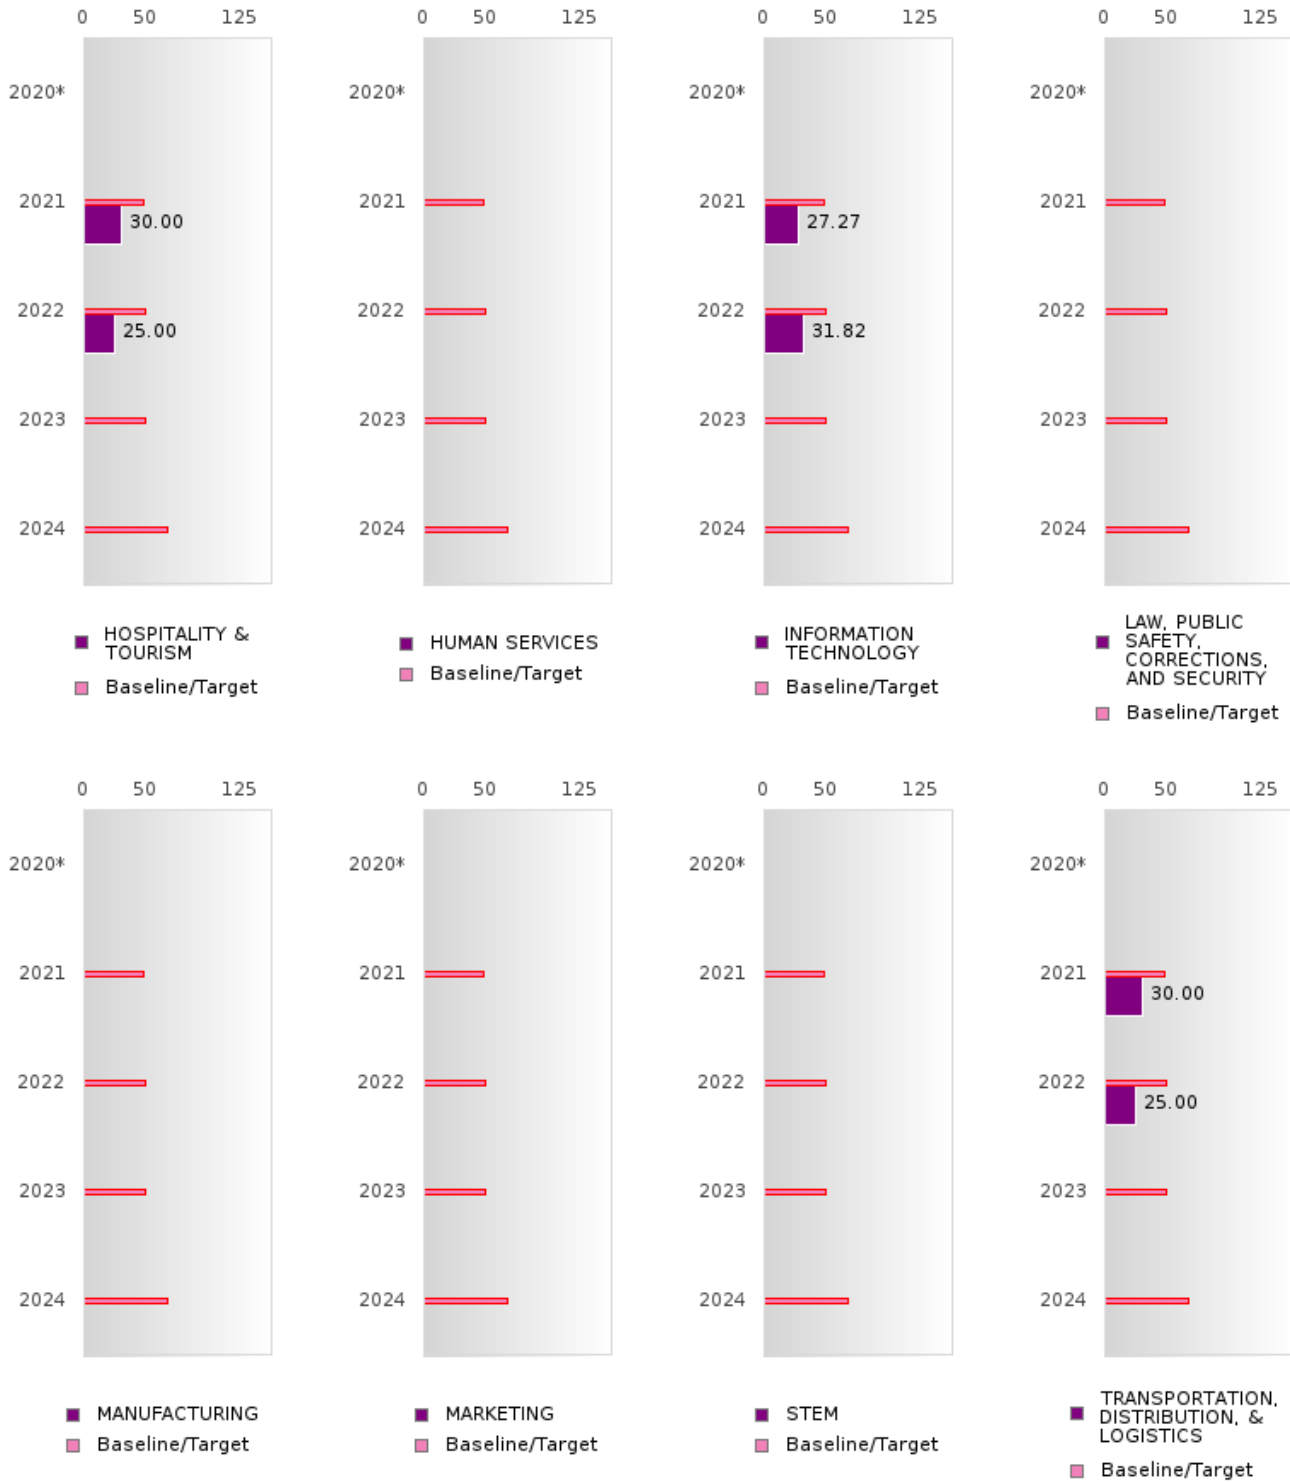 0 50 125
0 50 125
0 50 125
0 50 125
2020* 2020* 2020* 2020*
2021 2021 2021 2021
30.00 27.27
2022 2022 2022 2022
25.00 31.82
2023 2023 2023 2023
2024 2024 2024 2024
HOSPITALITY &
TOURISM
Baseline/Target
HUMAN SERVICES
Baseline/Target
INFORMATION
TECHNOLOGY
Baseline/Target
LAW, PUBLIC
SAFETY,
CORRECTIONS,
AND SECURITY
Baseline/Target
0 50 125
0 50 125
0 50 125
0 50 125
2020* 2020* 2020* 2020*
2021 2021 2021 2021
30.00
2022 2022 2022 2022
25.00
2023 2023 2023 2023
2024 2024 2024 2024
MANUFACTURING
Baseline/Target
MARKETING
Baseline/Target
STEM
Baseline/Target
TRANSPORTATION,
DISTRIBUTION, &
LOGISTICS
Baseline/Target